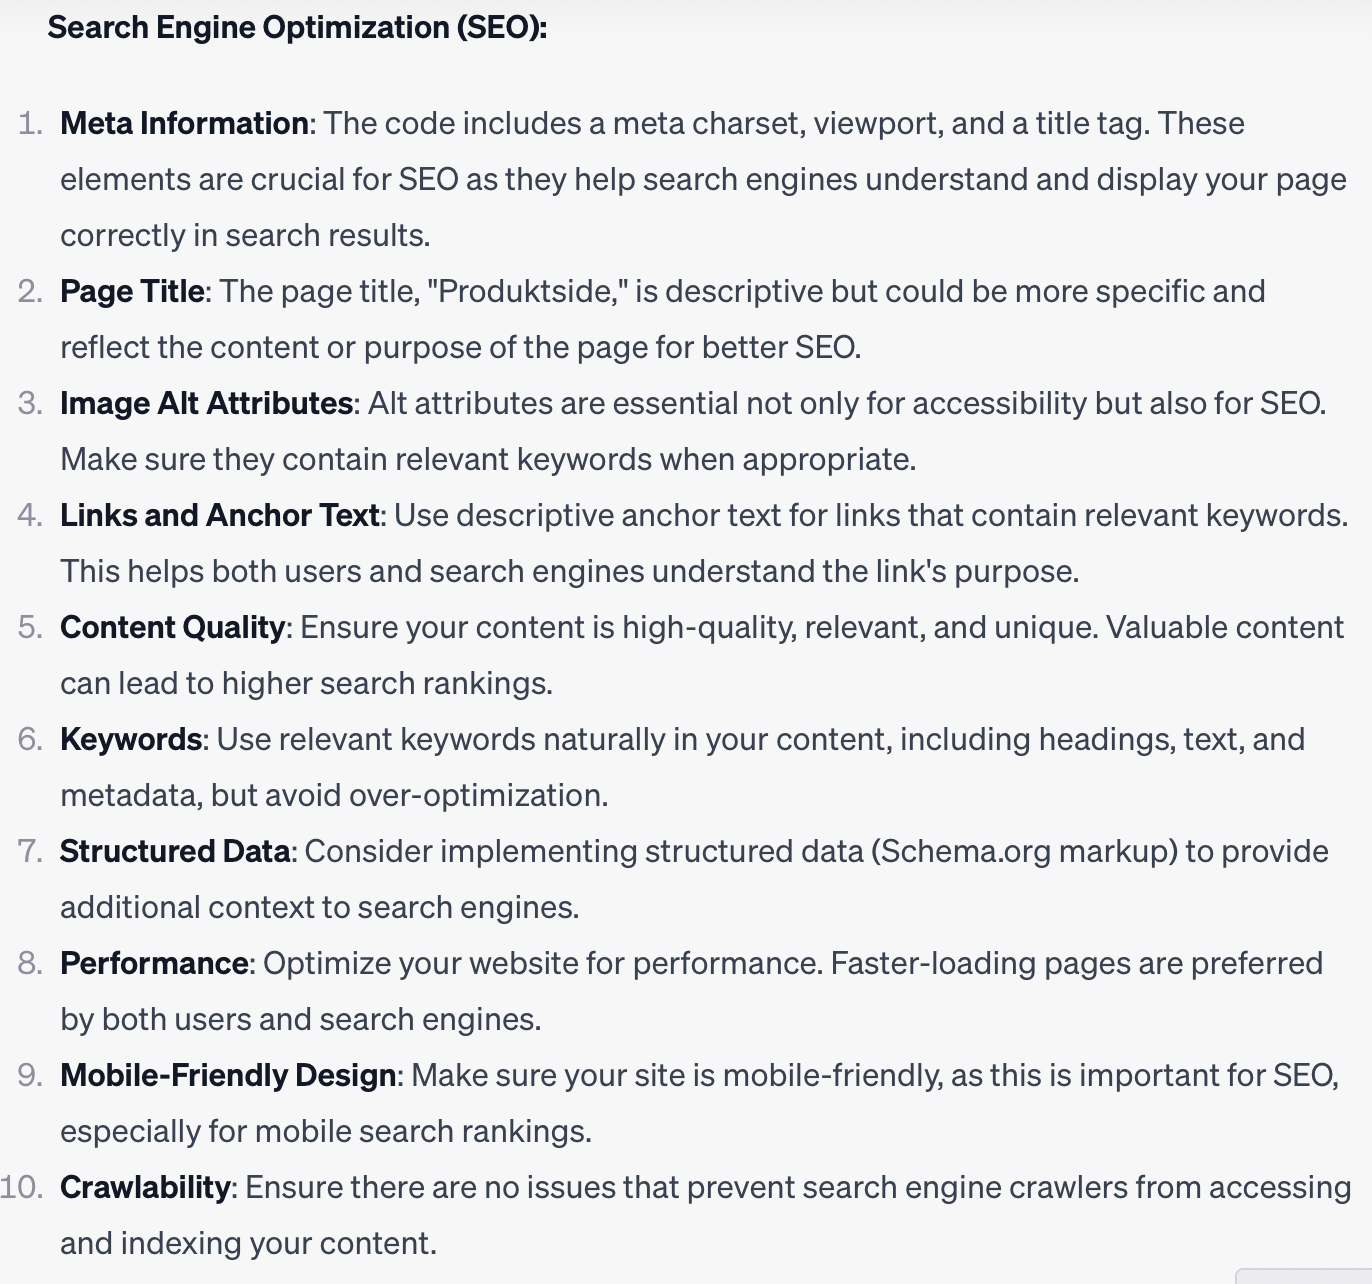 Search Engine Optimization (SEO):
1. Meta Information: The code includes a meta charset, viewport, and a title tag. These
elements are crucial for SEO as they help search engines understand and display your page
correctly in search results.
2. Page Title: The page title, "Produktside," is descriptive but could be more specific and
reflect the content or purpose of the page for better SEO.
3. Image Alt Attributes: Alt attributes are essential not only for accessibility but also for SEO.
Make sure they contain relevant keywords when appropriate.
4. Links and Anchor Text: Use descriptive anchor text for links that contain relevant keywords.
This helps both users and search engines understand the link's purpose.
5. Content Quality: Ensure your content is high-quality, relevant, and unique. Valuable content
can lead to higher search rankings.
6. Keywords: Use relevant keywords naturally in your content, including headings, text, and
metadata, but avoid over-optimization.
7. Structured Data: Consider implementing structured data (Schema.org markup) to provide
additional context to search engines.
8. Performance: Optimize your website for performance. Faster-loading pages are preferred
by both users and search engines.
9. Mobile-Friendly Design: Make sure your site is mobile-friendly, as this is important for SEO,
especially for mobile search rankings.
10. Crawlability: Ensure there are no issues that prevent search engine crawlers from accessing
and indexing your content.